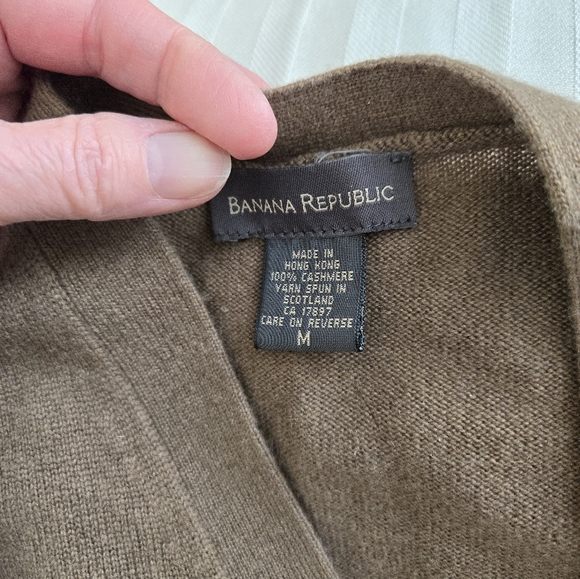 BANANA REPUBLIC
MADE IN
HONG KONG
100% CASHMERE
YARN SPUN IN
SCOTLAND
CA 17897
CARE ON REVERSE
M